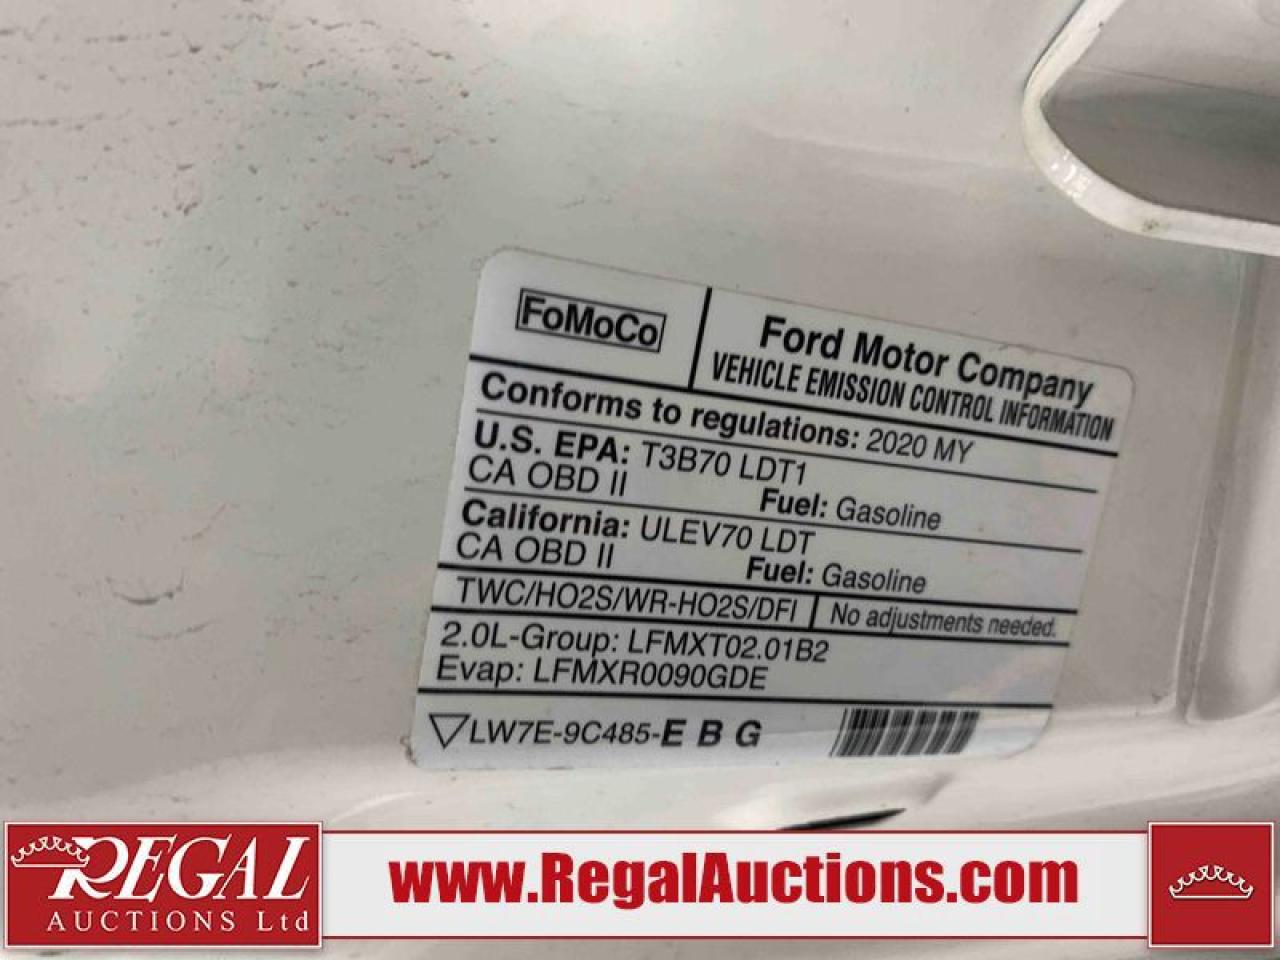 FoMoCo
Ford Motor Company
VEHICLE EMISSION CONTROL INFORMATION
Conforms to regulations: 2020 MY
U.S. EPA: T3B70 LDT1
CA OBD II Fuel: Gasoline
California: ULEV70 LDT
CA OBD II Fuel: Gasoline
TWC/HO2S/WR-HO2S/DFI No adjustments needed.
2.0L-Group: LFMXT02.01B2
Evap: LFMXR0090GDE
LW7E-9C485-E B G
REGAL
AUCTIONS Ltd
www.RegalAuctions.com